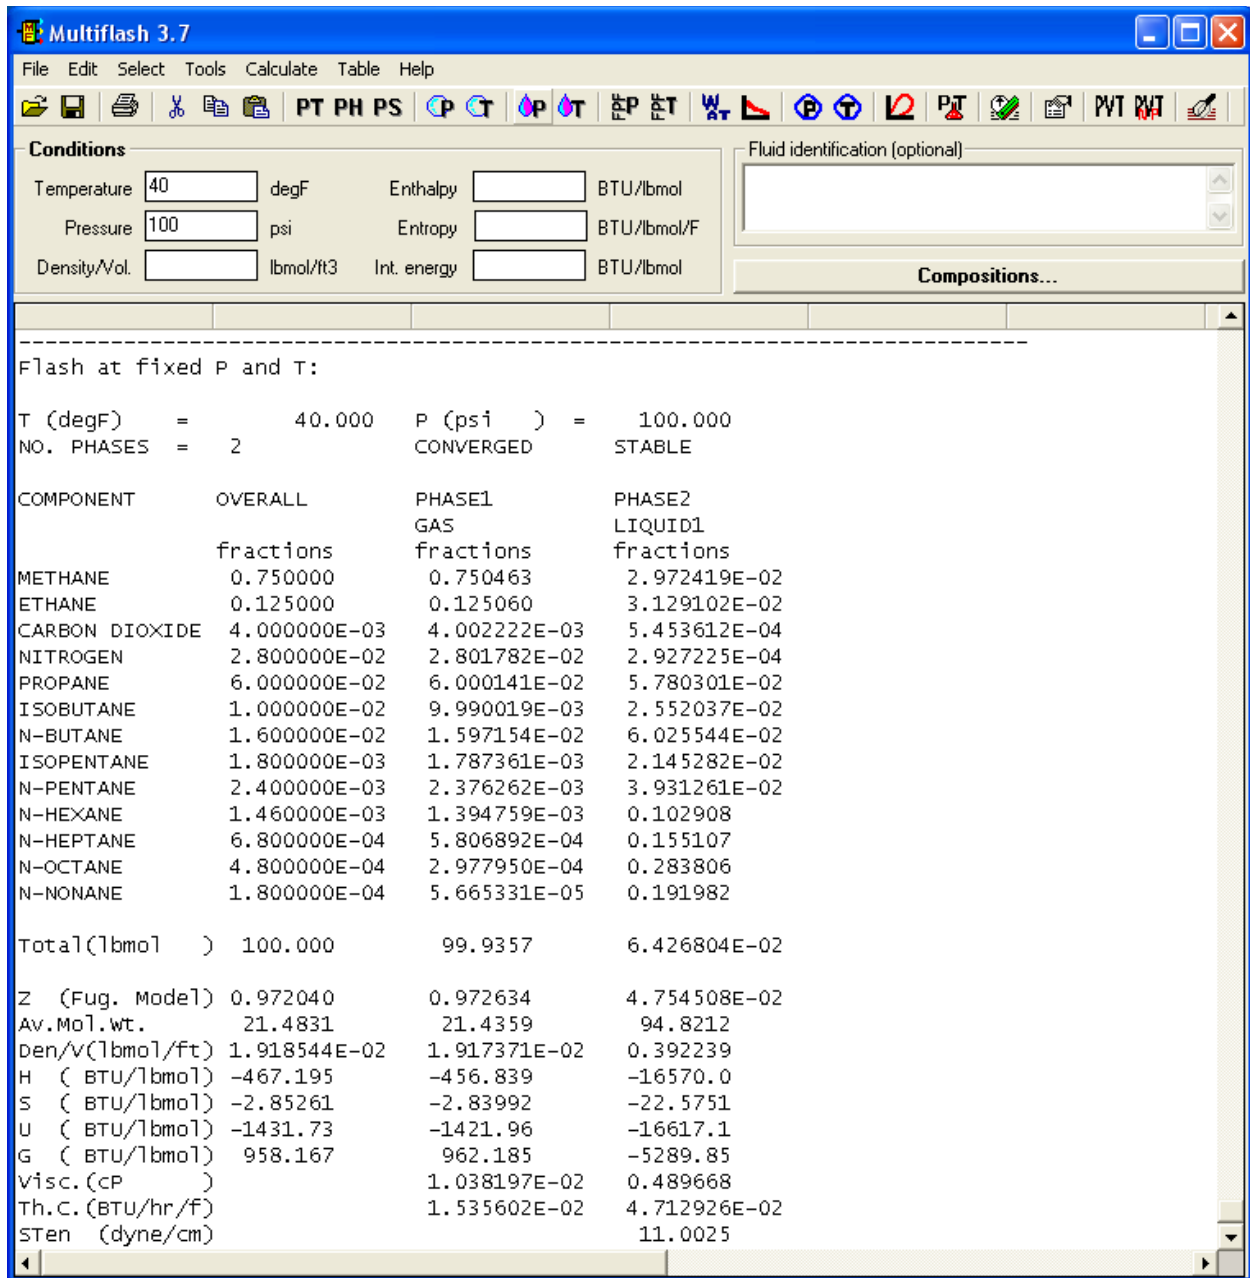 Multiflash 3.7
File Edit Select Tools Calculate Table Help
PT PH PS P T P T P T WAT P T P,T PVT PVT
Conditions
Fluid identification (optional)
Temperature 40 degF Enthalpy BTU/lbmol
Pressure 100 psi Entropy BTU/lbmol/F
Density/Vol. lbmol/ft3 Int. energy BTU/lbmol
Compositions...
--------------------------------------------------------------------------------
Flash at fixed P and T:
T (degF) = 40.000 P (psi ) = 100.000
NO. PHASES = 2 CONVERGED STABLE
COMPONENT OVERALL PHASE1 PHASE2
GAS LIQUID1
fractions fractions fractions
METHANE 0.750000 0.750463 2.972419E-02
ETHANE 0.125000 0.125060 3.129102E-02
CARBON DIOXIDE 4.000000E-03 4.002222E-03 5.453612E-04
NITROGEN 2.800000E-02 2.801782E-02 2.927225E-04
PROPANE 6.000000E-02 6.000141E-02 5.780301E-02
ISOBUTANE 1.000000E-02 9.990019E-03 2.552037E-02
N-BUTANE 1.600000E-02 1.597154E-02 6.025544E-02
ISOPENTANE 1.800000E-03 1.787361E-03 2.145282E-02
N-PENTANE 2.400000E-03 2.376262E-03 3.931261E-02
N-HEXANE 1.460000E-03 1.394759E-03 0.102908
N-HEPTANE 6.800000E-04 5.806892E-04 0.155107
N-OCTANE 4.800000E-04 2.977950E-04 0.283806
N-NONANE 1.800000E-04 5.665331E-05 0.191982
Total(lbmol ) 100.000 99.9357 6.426804E-02
Z (Fug. Model) 0.972040 0.972634 4.754508E-02
Av.Mol.Wt. 21.4831 21.4359 94.8212
Den/V(lbmol/ft) 1.918544E-02 1.917371E-02 0.392239
H ( BTU/lbmol) -467.195 -456.839 -16570.0
S ( BTU/lbmol) -2.85261 -2.83992 -22.5751
U ( BTU/lbmol) -1431.73 -1421.96 -16617.1
G ( BTU/lbmol) 958.167 962.185 -5289.85
Visc.(cP ) 1.038197E-02 0.489668
Th.C.(BTU/hr/f) 1.535602E-02 4.712926E-02
STen (dyne/cm) 11.0025